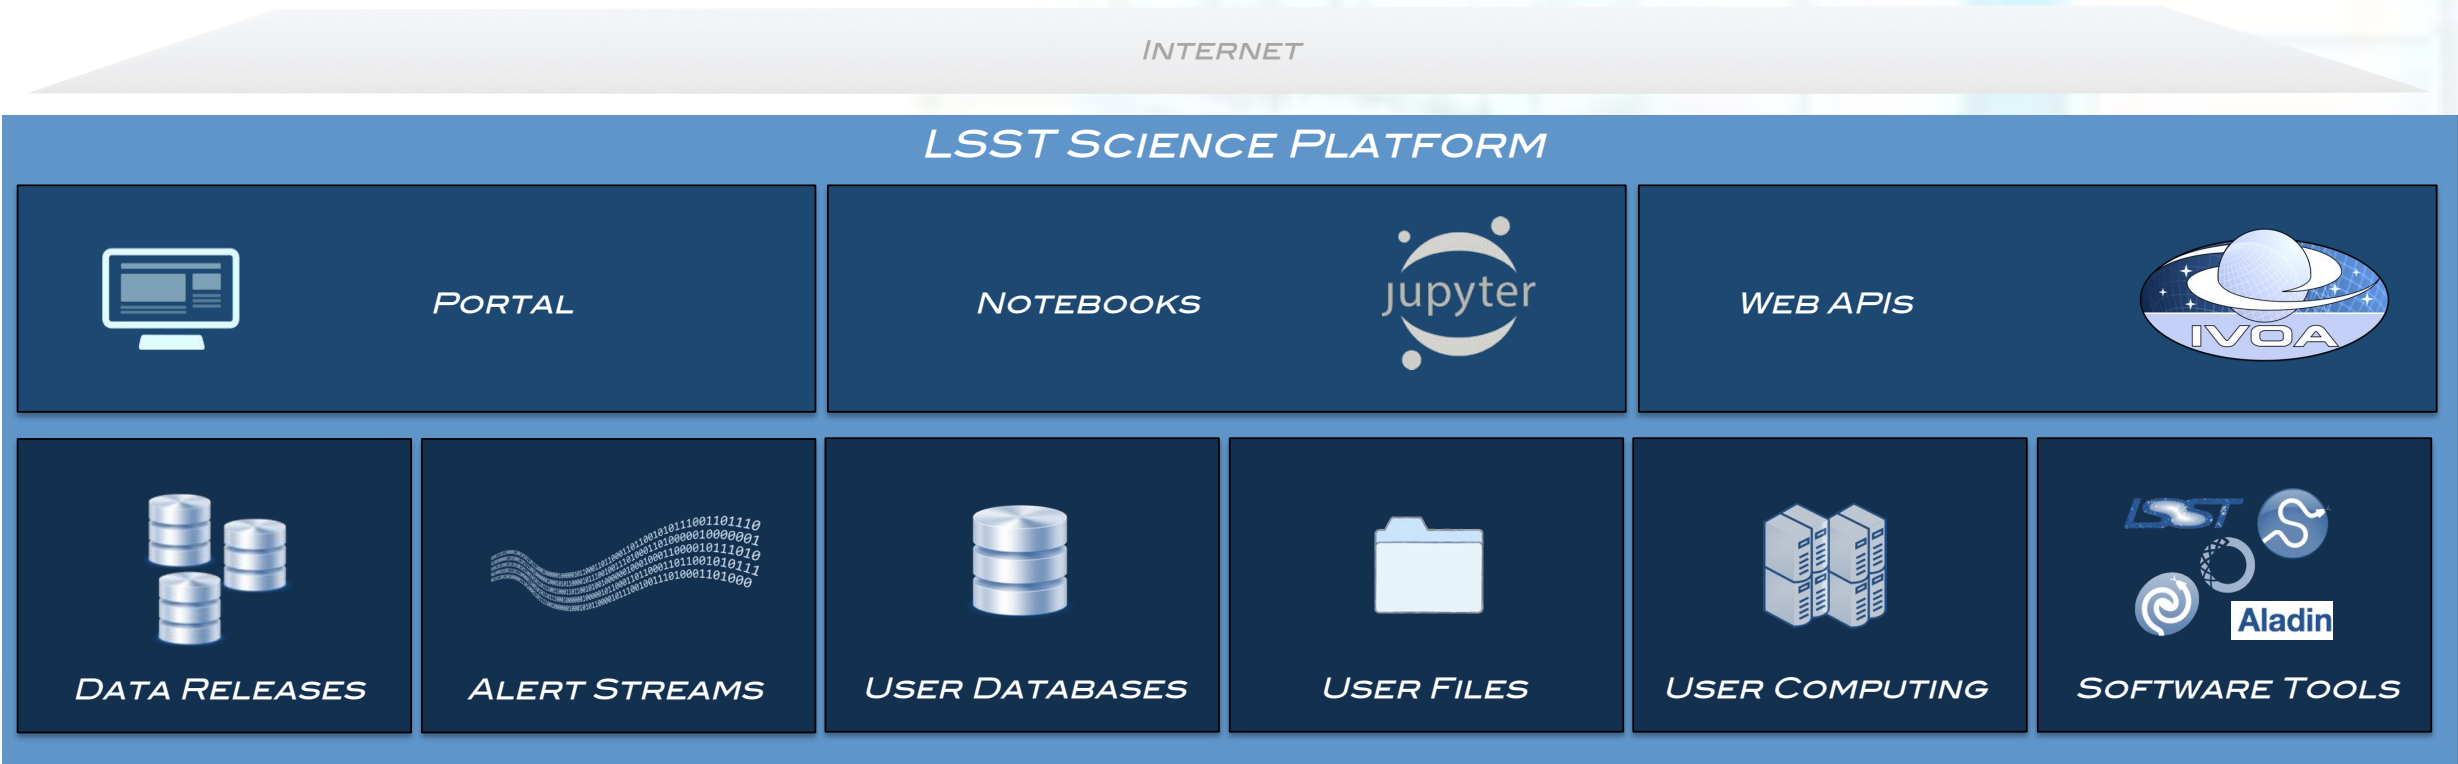 INTERNET
LSST SCIENCE PLATFORM
PORTAL
NOTEBOOKS
jupyter
WEB APIS
IVOA
LSST
Aladin
DATA RELEASES
ALERT STREAMS
USER DATABASES
USER FILES
USER COMPUTING
SOFTWARE TOOLS